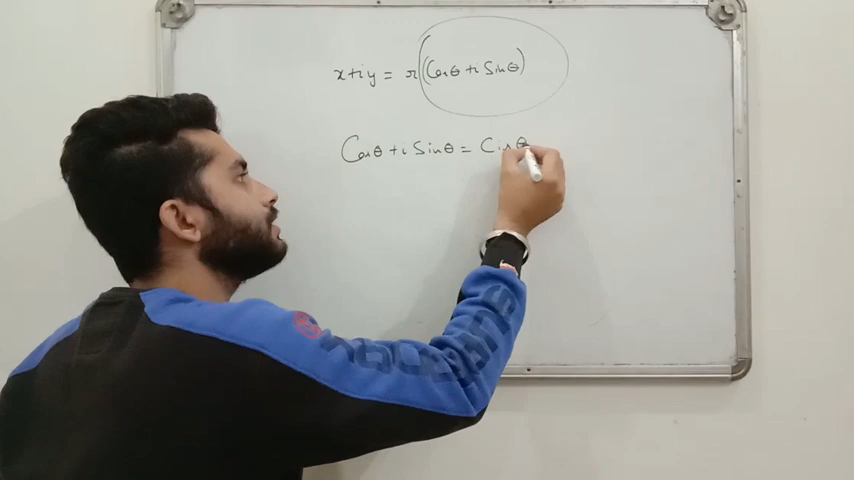 x+iy = r((Cosθ+i Sinθ)
Cosθ+i Sinθ = Cisθ